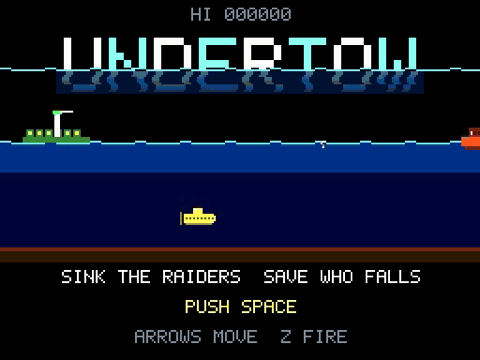 HI 000000
UNDERTOW
SINK THE RAIDERS  SAVE WHO FALLS
PUSH SPACE
ARROWS MOVE  Z FIRE